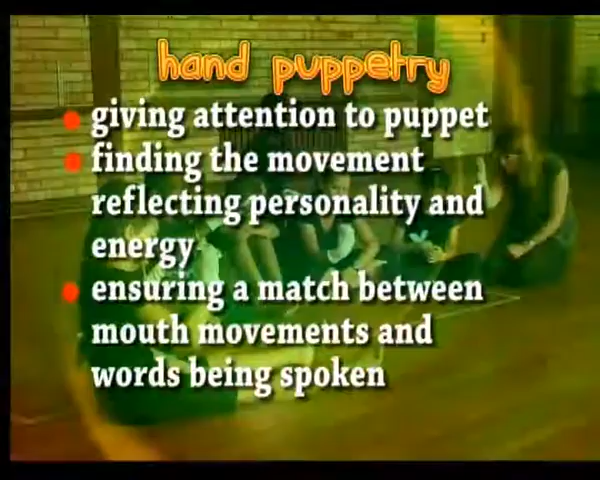 hand puppetry
giving attention to puppet
finding the movement
reflecting personality and
energy
ensuring a match between
mouth movements and
words being spoken